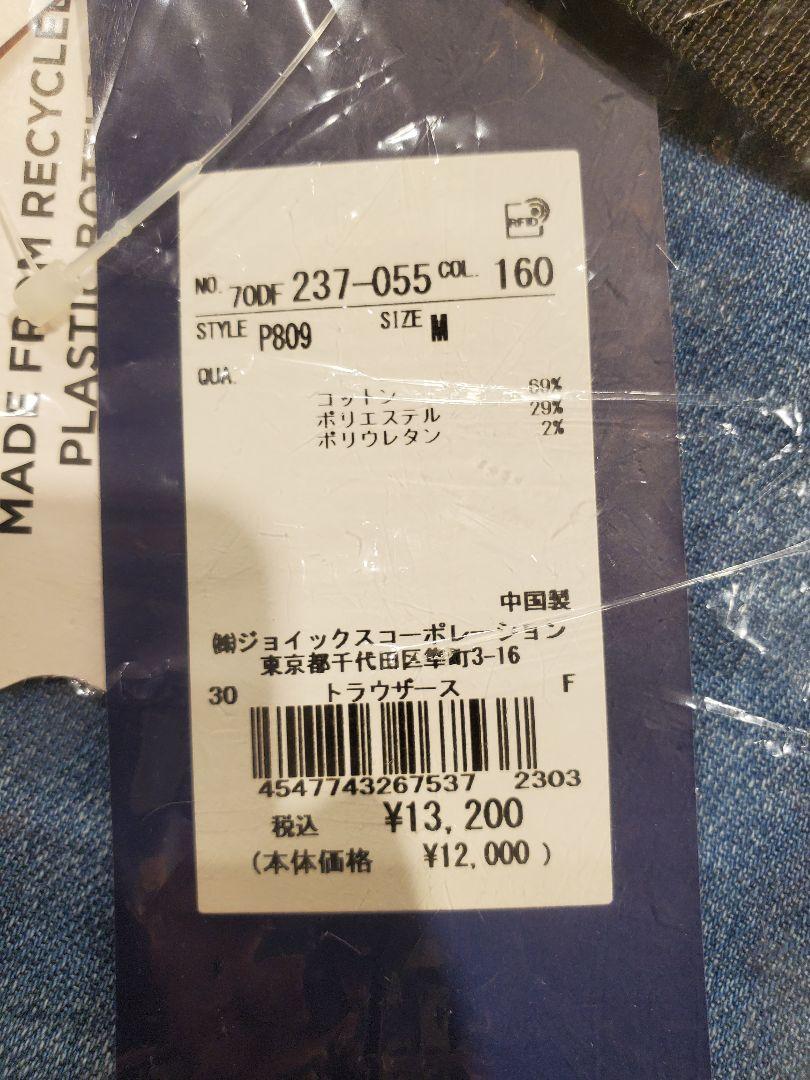 MADE FROM RECYCLED
PLASTIC BOTTLE
RFID
NO. 70DF 237-055 COL. 160
STYLE P809 SIZE M
QUA.
コットン 69%
ポリエステル 29%
ポリウレタン 2%
中国製
㈱ジョイックスコーポレーション
東京都千代田区隼町3-16
30 トラウザース F
4547743267537 2303
税込 ¥13,200
(本体価格 ¥12,000 )